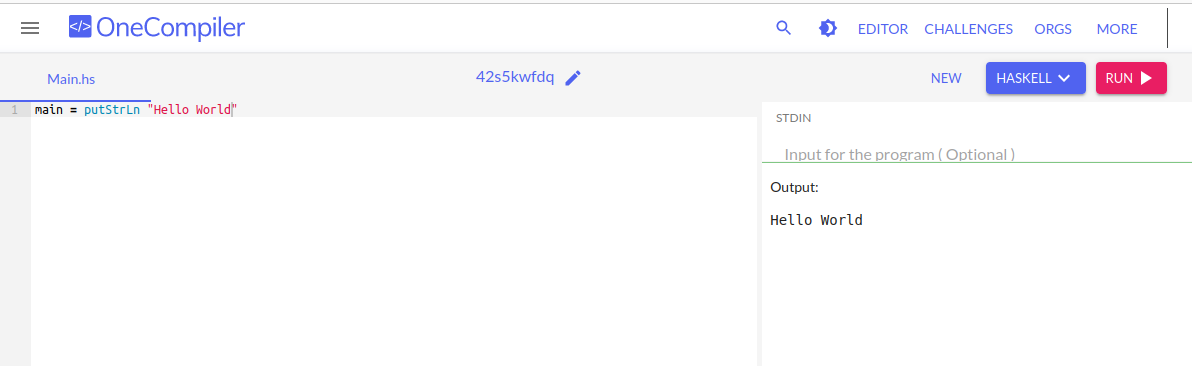 </> OneCompiler
EDITOR CHALLENGES ORGS MORE
Main.hs
42s5kwfdq
NEW HASKELL RUN
1 main = putStrLn "Hello World"
STDIN
Input for the program ( Optional )
Output:
Hello World